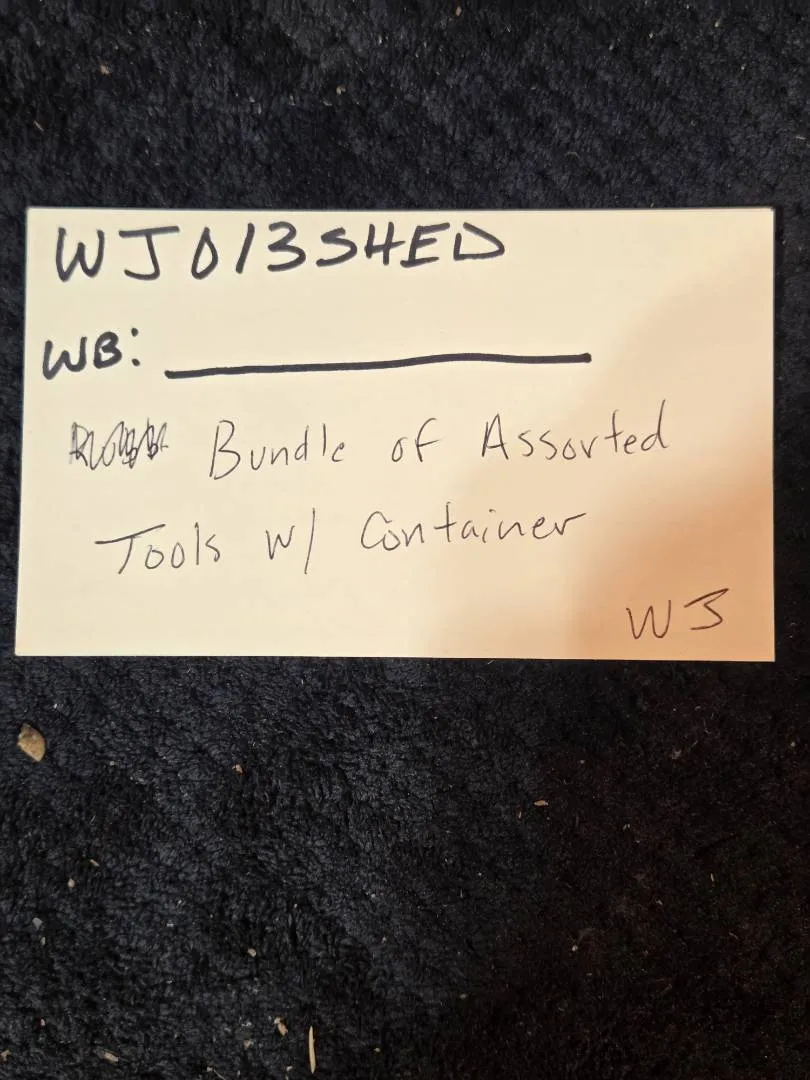 WJ013SHED
WB:
Bundle of Assorted
Tools w/ Container
WJ